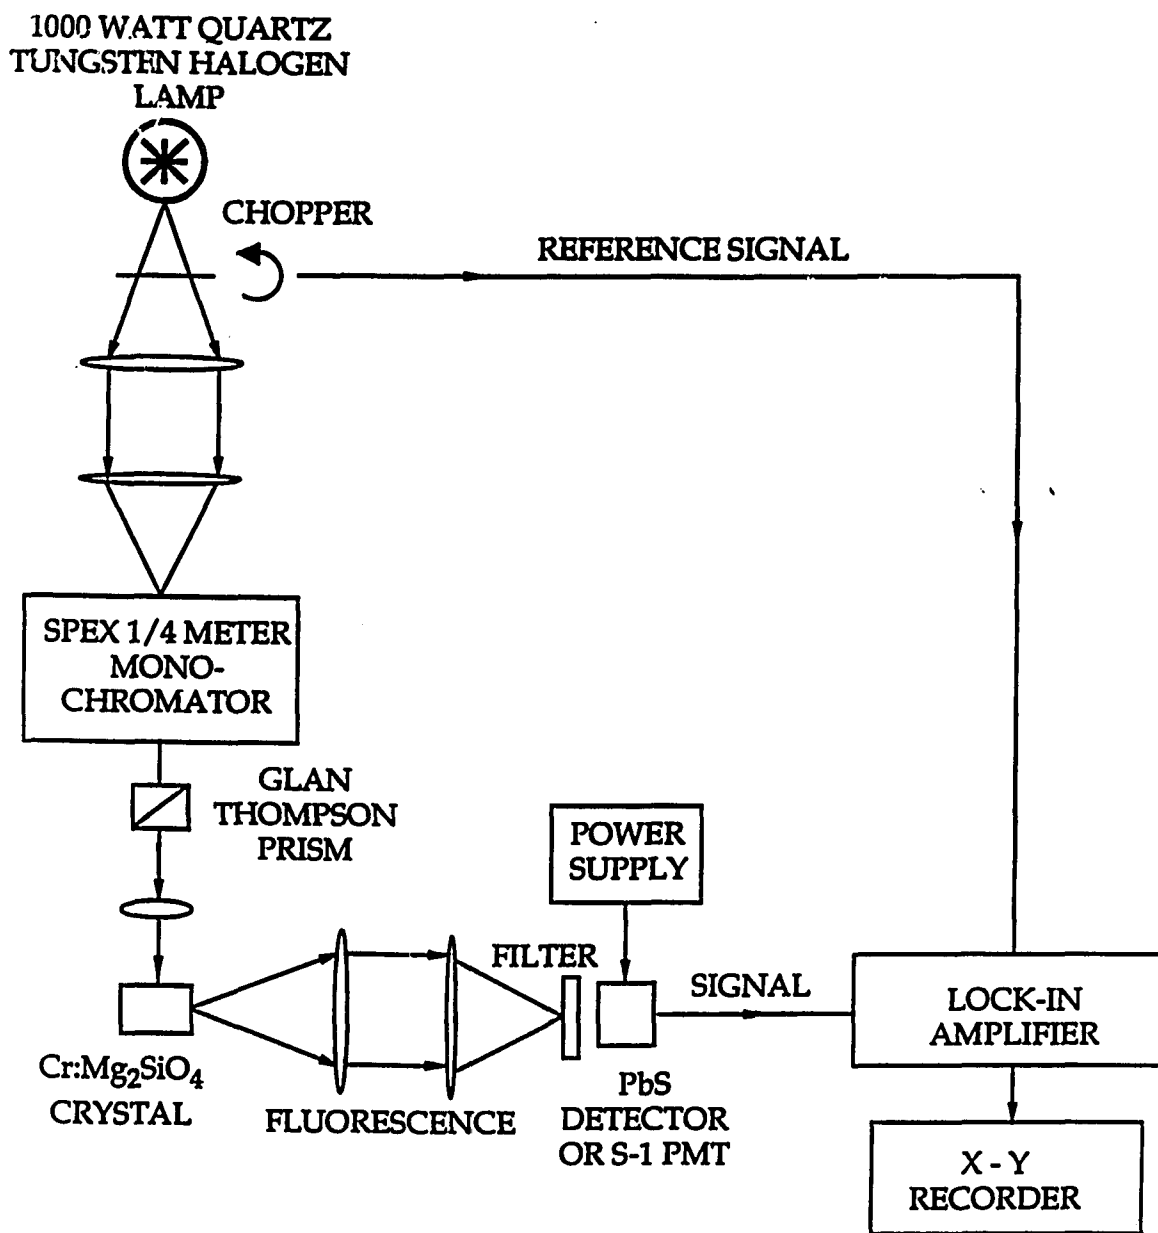 1000 WATT QUARTZ
TUNGSTEN HALOGEN
LAMP
CHOPPER
REFERENCE SIGNAL
SPEX 1/4 METER
MONO-
CHROMATOR
GLAN
THOMPSON
PRISM
POWER
SUPPLY
FILTER
SIGNAL
LOCK-IN
AMPLIFIER
Cr:Mg₂SiO₄
CRYSTAL
FLUORESCENCE
PbS
DETECTOR
OR S-1 PMT
X - Y
RECORDER